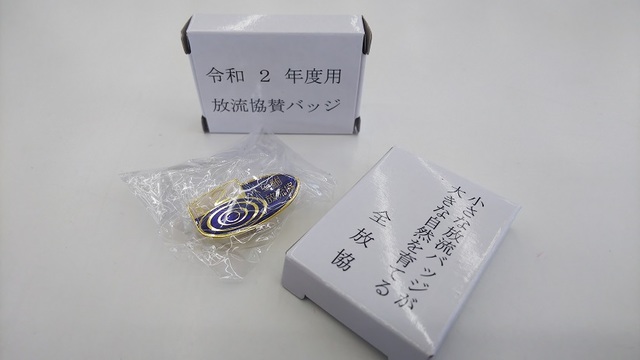 令和 2 年度用
放流協賛バッジ
小さな放流バッジが
大きな自然を育てる
全放協